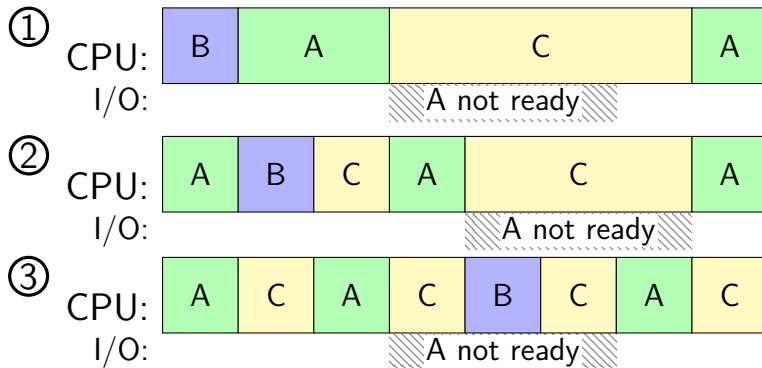 ① B A C A
CPU:
I/O: A not ready
② A B C A C A
CPU:
I/O: A not ready
③ A C A C B C A C
CPU:
I/O: A not ready